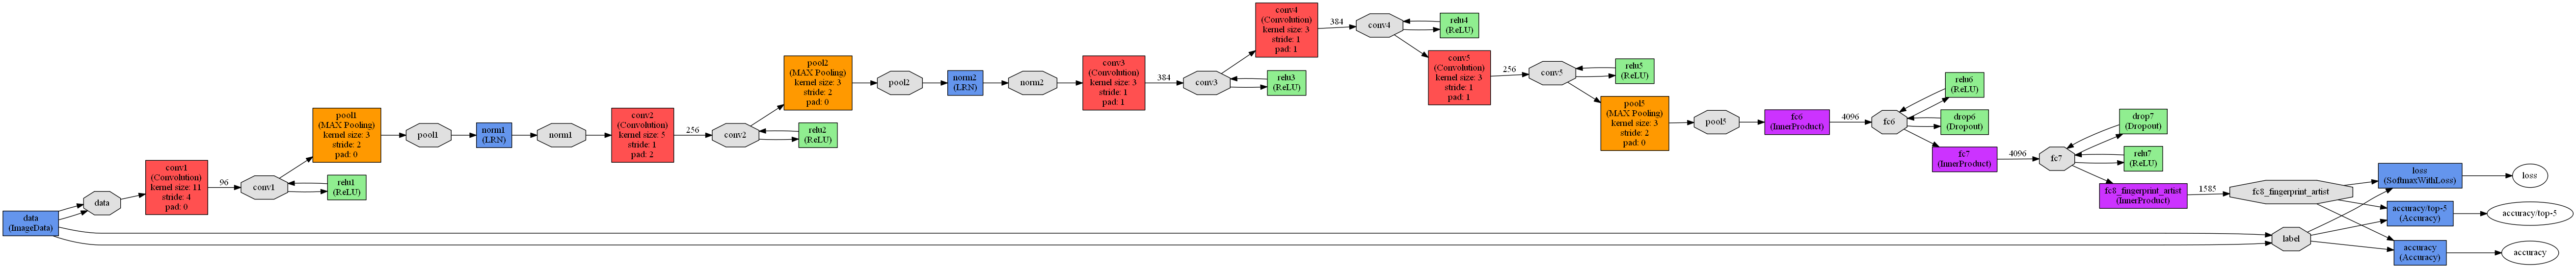 data
(ImageData)
data
conv1
(Convolution)
kernel size: 11
stride: 4
pad: 0
96
conv1
relu1
(ReLU)
pool1
(MAX Pooling)
kernel size: 3
stride: 2
pad: 0
pool1
norm1
(LRN)
norm1
conv2
(Convolution)
kernel size: 5
stride: 1
pad: 2
256
conv2
relu2
(ReLU)
pool2
(MAX Pooling)
kernel size: 3
stride: 2
pad: 0
pool2
norm2
(LRN)
norm2
conv3
(Convolution)
kernel size: 3
stride: 1
pad: 1
384
conv3
relu3
(ReLU)
conv4
(Convolution)
kernel size: 3
stride: 1
pad: 1
384
conv4
relu4
(ReLU)
conv5
(Convolution)
kernel size: 3
stride: 1
pad: 1
256
conv5
relu5
(ReLU)
pool5
(MAX Pooling)
kernel size: 3
stride: 2
pad: 0
pool5
fc6
(InnerProduct)
4096
fc6
relu6
(ReLU)
drop6
(Dropout)
fc7
(InnerProduct)
4096
fc7
drop7
(Dropout)
relu7
(ReLU)
fc8_fingerprint_artist
(InnerProduct)
1585
fc8_fingerprint_artist
label
loss
(SoftmaxWithLoss)
loss
accuracy/top-5
(Accuracy)
accuracy/top-5
accuracy
(Accuracy)
accuracy